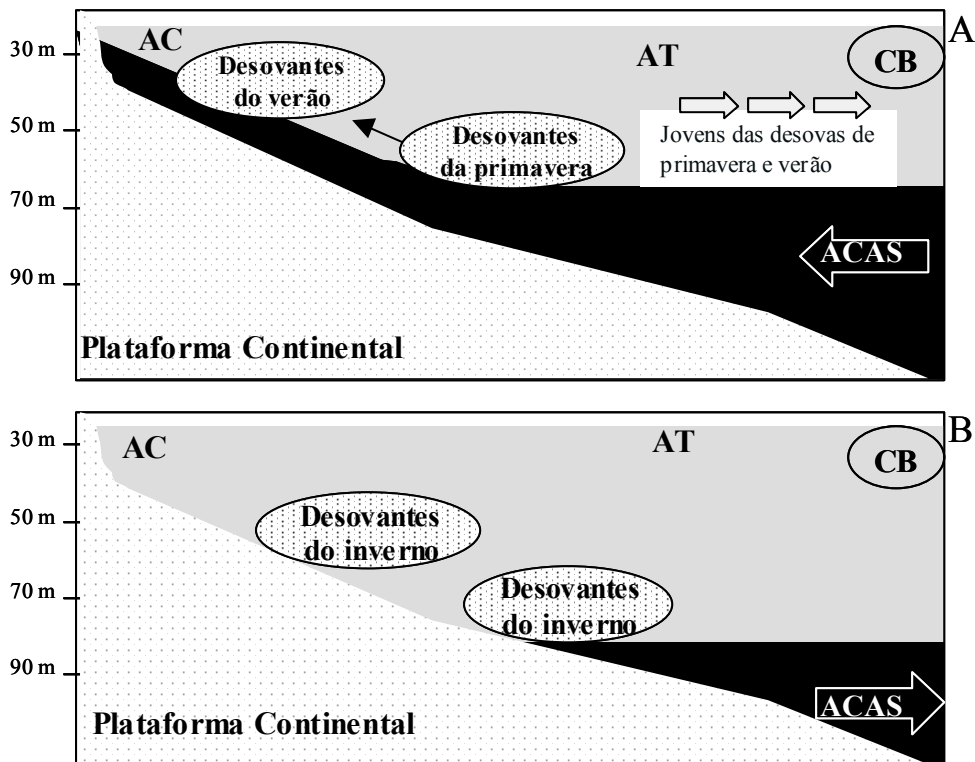 A
AC
AT
CB
30 m
Desovantes
do verão
50 m
Desovantes
da primavera
Jovens das desovas de
primavera e verão
70 m
ACAS
90 m
Plataforma Continental
B
AC
AT
CB
30 m
Desovantes
do inverno
50 m
70 m
Desovantes
do inverno
90 m
ACAS
Plataforma Continental